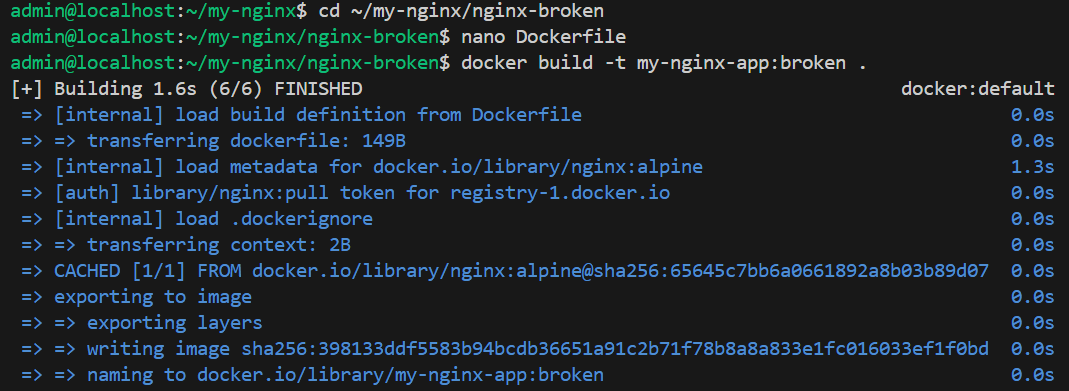 admin@localhost:~/my-nginx$ cd ~/my-nginx/nginx-broken
admin@localhost:~/my-nginx/nginx-broken$ nano Dockerfile
admin@localhost:~/my-nginx/nginx-broken$ docker build -t my-nginx-app:broken .
[+] Building 1.6s (6/6) FINISHED docker:default
=> [internal] load build definition from Dockerfile 0.0s
=> => transferring dockerfile: 149B 0.0s
=> [internal] load metadata for docker.io/library/nginx:alpine 1.3s
=> [auth] library/nginx:pull token for registry-1.docker.io 0.0s
=> [internal] load .dockerignore 0.0s
=> => transferring context: 2B 0.0s
=> CACHED [1/1] FROM docker.io/library/nginx:alpine@sha256:65645c7bb6a0661892a8b03b89d07 0.0s
=> exporting to image 0.0s
=> => exporting layers 0.0s
=> => writing image sha256:398133ddf5583b94bcdb36651a91c2b71f78b8a8a833e1fc016033ef1f0bd 0.0s
=> => naming to docker.io/library/my-nginx-app:broken 0.0s